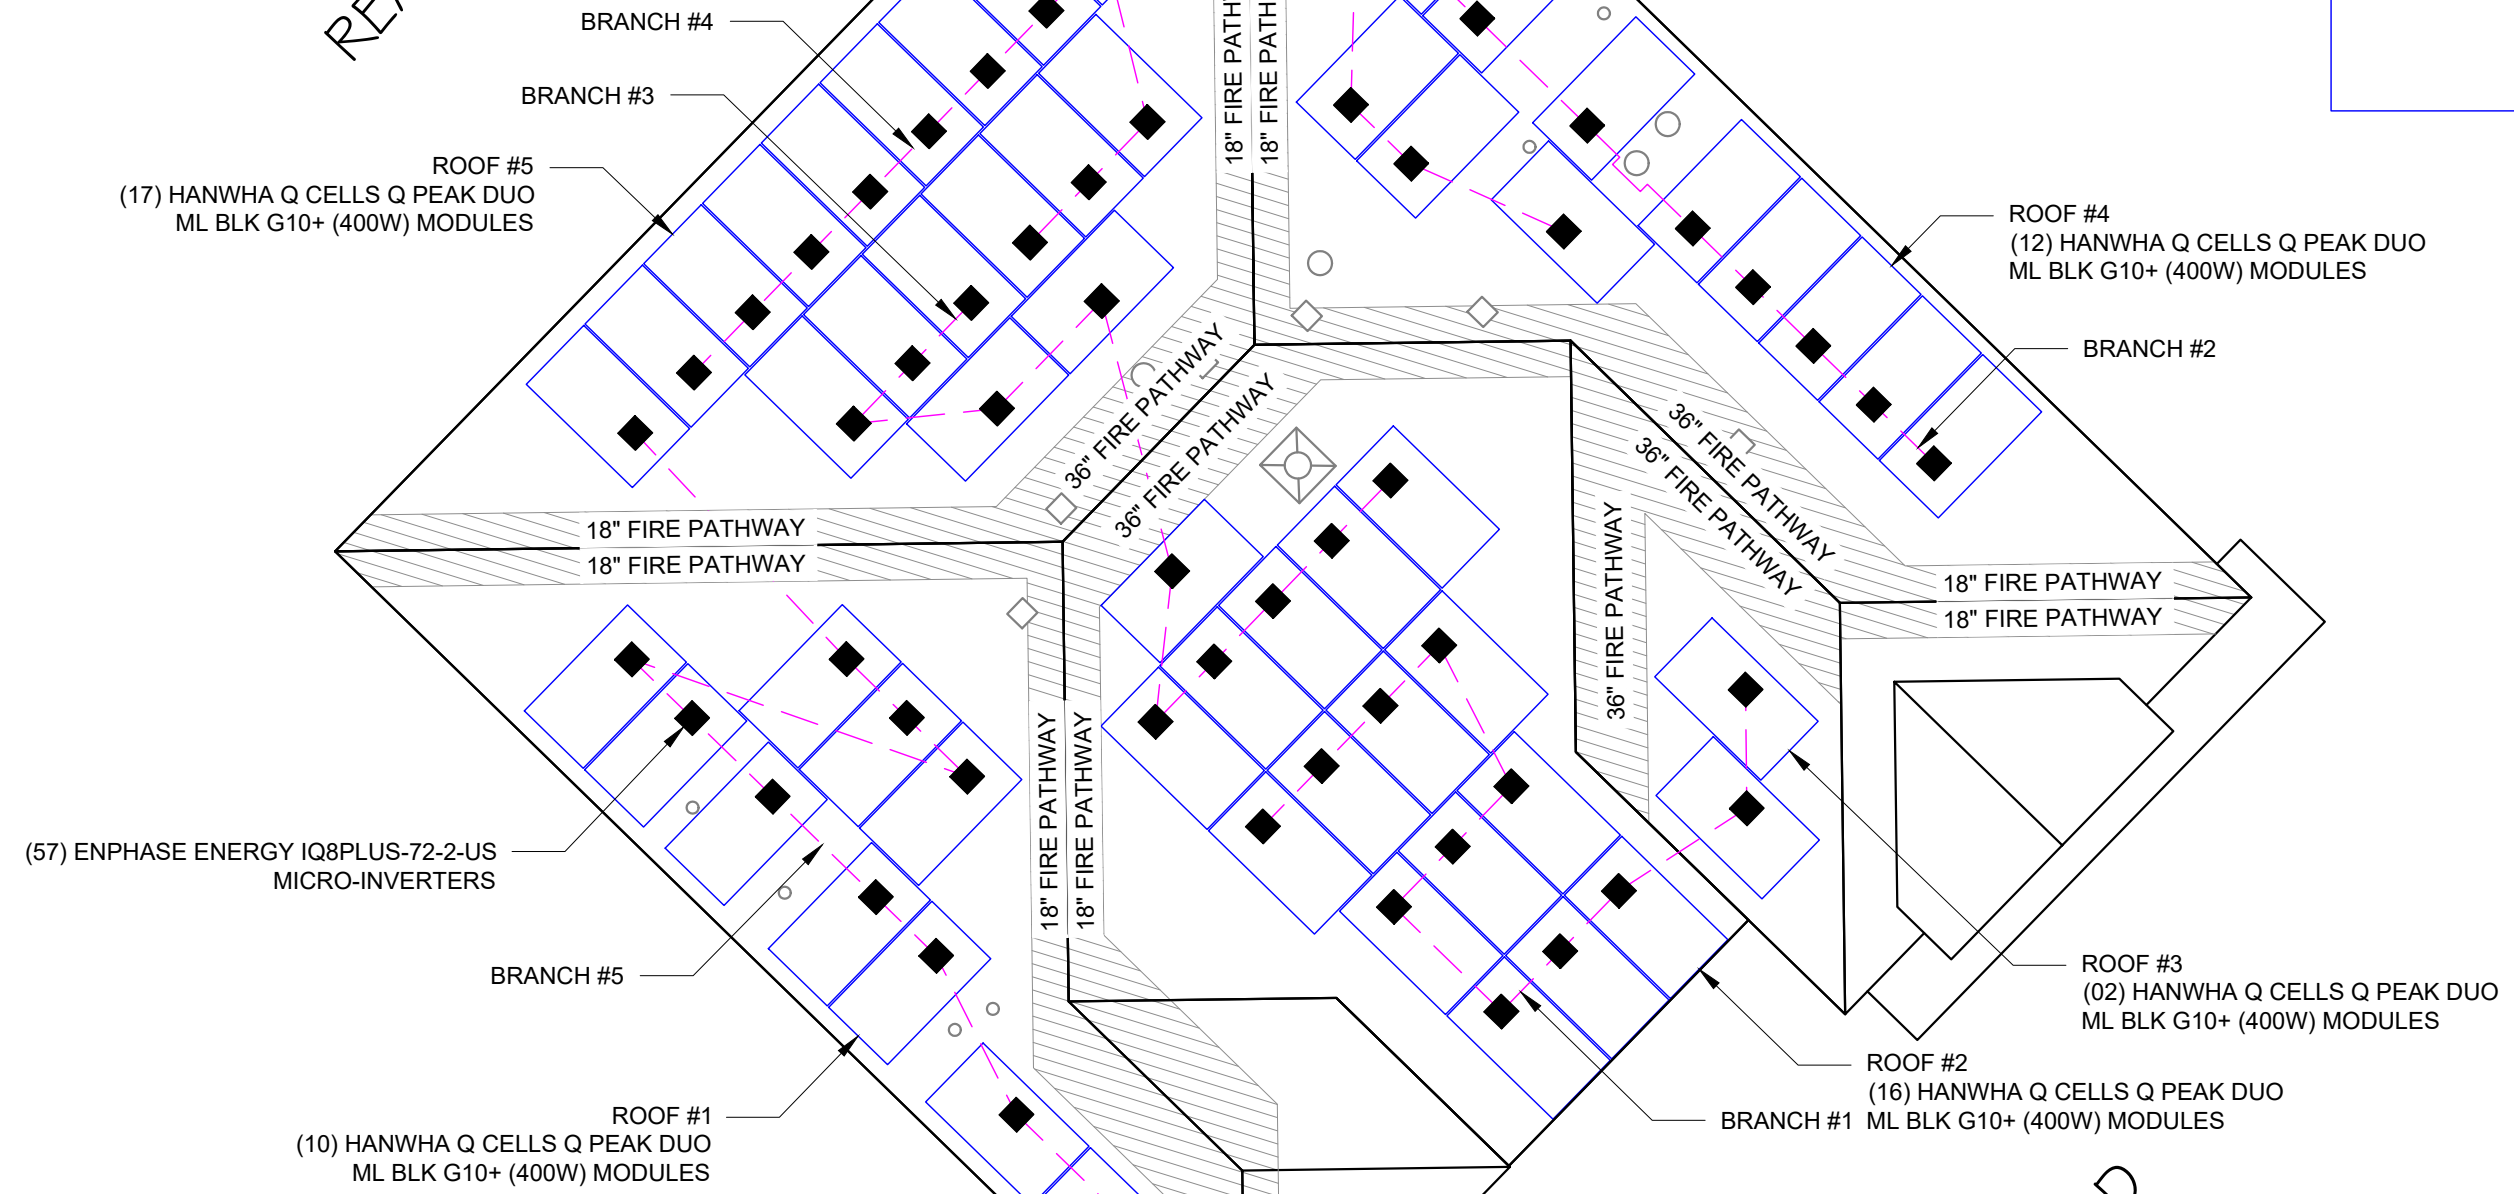 BRANCH #4
BRANCH #3
ROOF #5
(17) HANWHA Q CELLS Q PEAK DUO
ML BLK G10+ (400W) MODULES
18" FIRE PATH
18" FIRE PATH
ROOF #4
(12) HANWHA Q CELLS Q PEAK DUO
ML BLK G10+ (400W) MODULES
BRANCH #2
36" FIRE PATHWAY
36" FIRE PATHWAY
36" FIRE PATHWAY
36" FIRE PATHWAY
18" FIRE PATHWAY
18" FIRE PATHWAY
36" FIRE PATHWAY
18" FIRE PATHWAY
18" FIRE PATHWAY
18" FIRE PATHWAY
18" FIRE PATHWAY
(57) ENPHASE ENERGY IQ8PLUS-72-2-US
MICRO-INVERTERS
BRANCH #5
ROOF #3
(02) HANWHA Q CELLS Q PEAK DUO
ML BLK G10+ (400W) MODULES
ROOF #2
(16) HANWHA Q CELLS Q PEAK DUO
ML BLK G10+ (400W) MODULES
BRANCH #1
ROOF #1
(10) HANWHA Q CELLS Q PEAK DUO
ML BLK G10+ (400W) MODULES